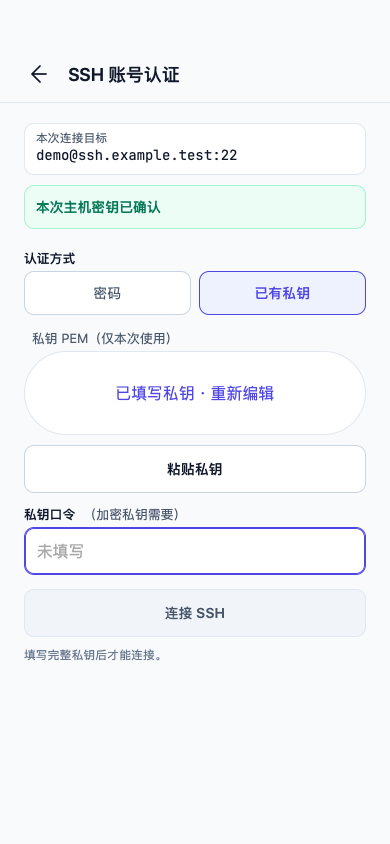 SSH 账号认证
本次连接目标
demo@ssh.example.test:22
本次主机密钥已确认
认证方式
密码
已有私钥
私钥 PEM（仅本次使用）
已填写私钥 · 重新编辑
粘贴私钥
私钥口令 （加密私钥需要）
未填写
连接 SSH
填写完整私钥后才能连接。